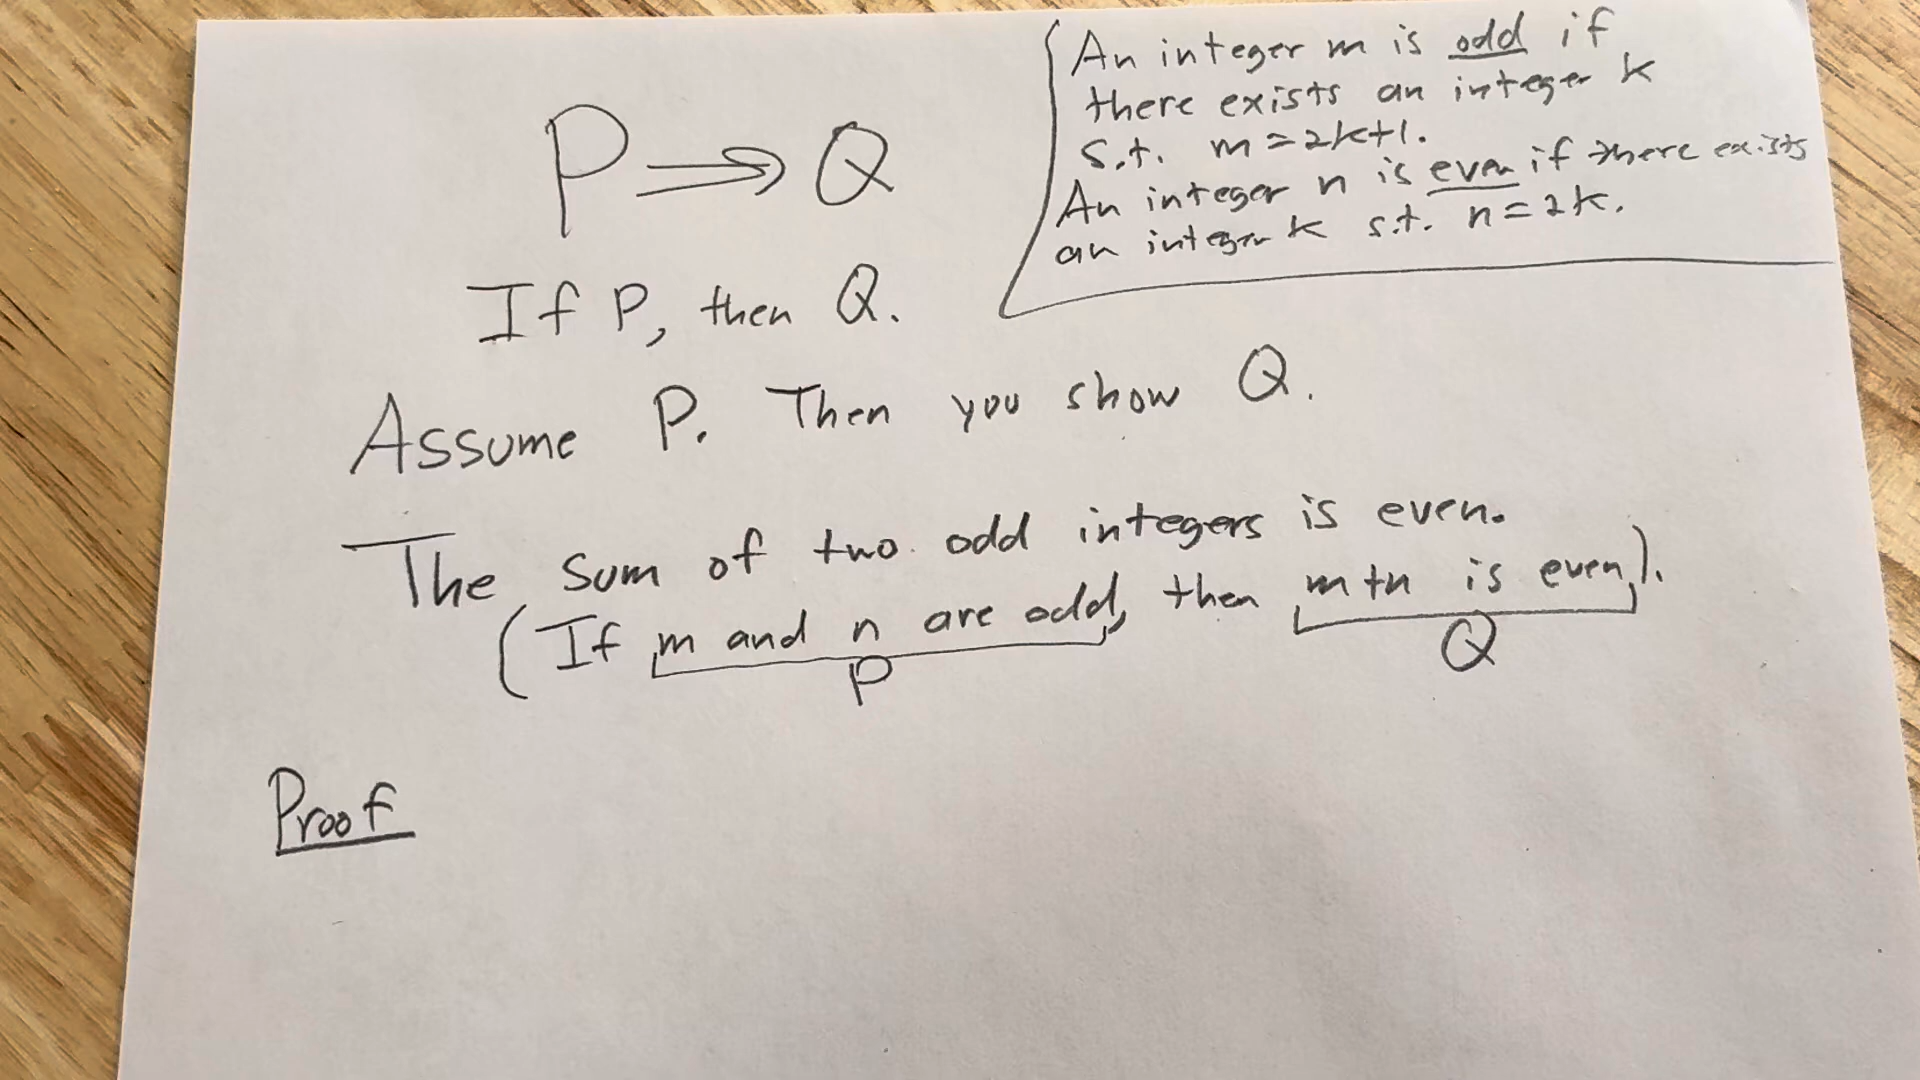 P ⟹ Q
If P, then Q.
An integer m is odd if
there exists an integer k
s.t. m = 2k+1.
An integer n is even if there exists
an integer k s.t. n = 2k.
Assume P. Then you show Q.
The sum of two odd integers is even.
(If m and n are odd, then m+n is even).
P Q
Proof